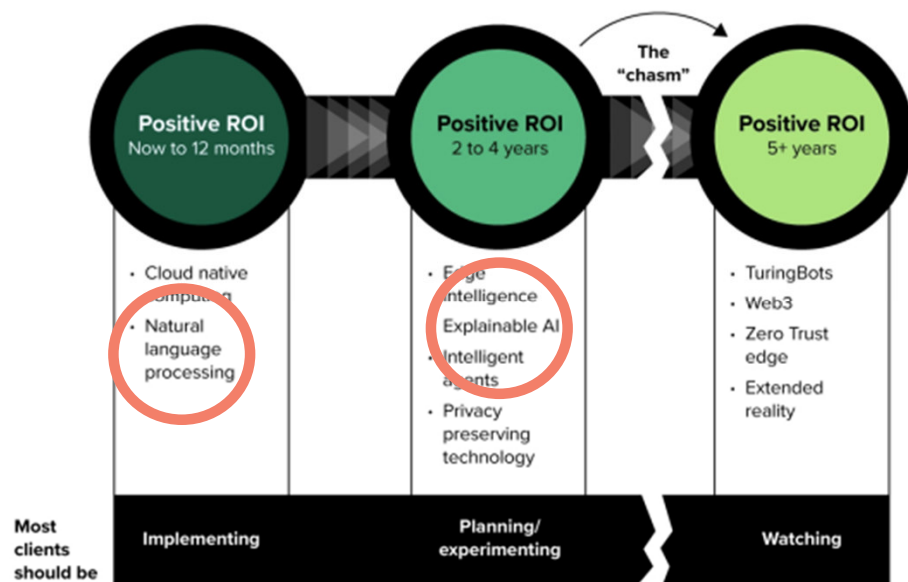 The
"chasm"
Positive ROI
Now to 12 months
Positive ROI
2 to 4 years
Positive ROI
5+ years
• Cloud native
computing
• Natural
language
processing
• Edge
intelligence
Explainable AI
• Intelligent
agents
• Privacy
preserving
technology
• TuringBots
• Web3
• Zero Trust
edge
• Extended
reality
Most
clients
should be
Implementing
Planning/
experimenting
Watching